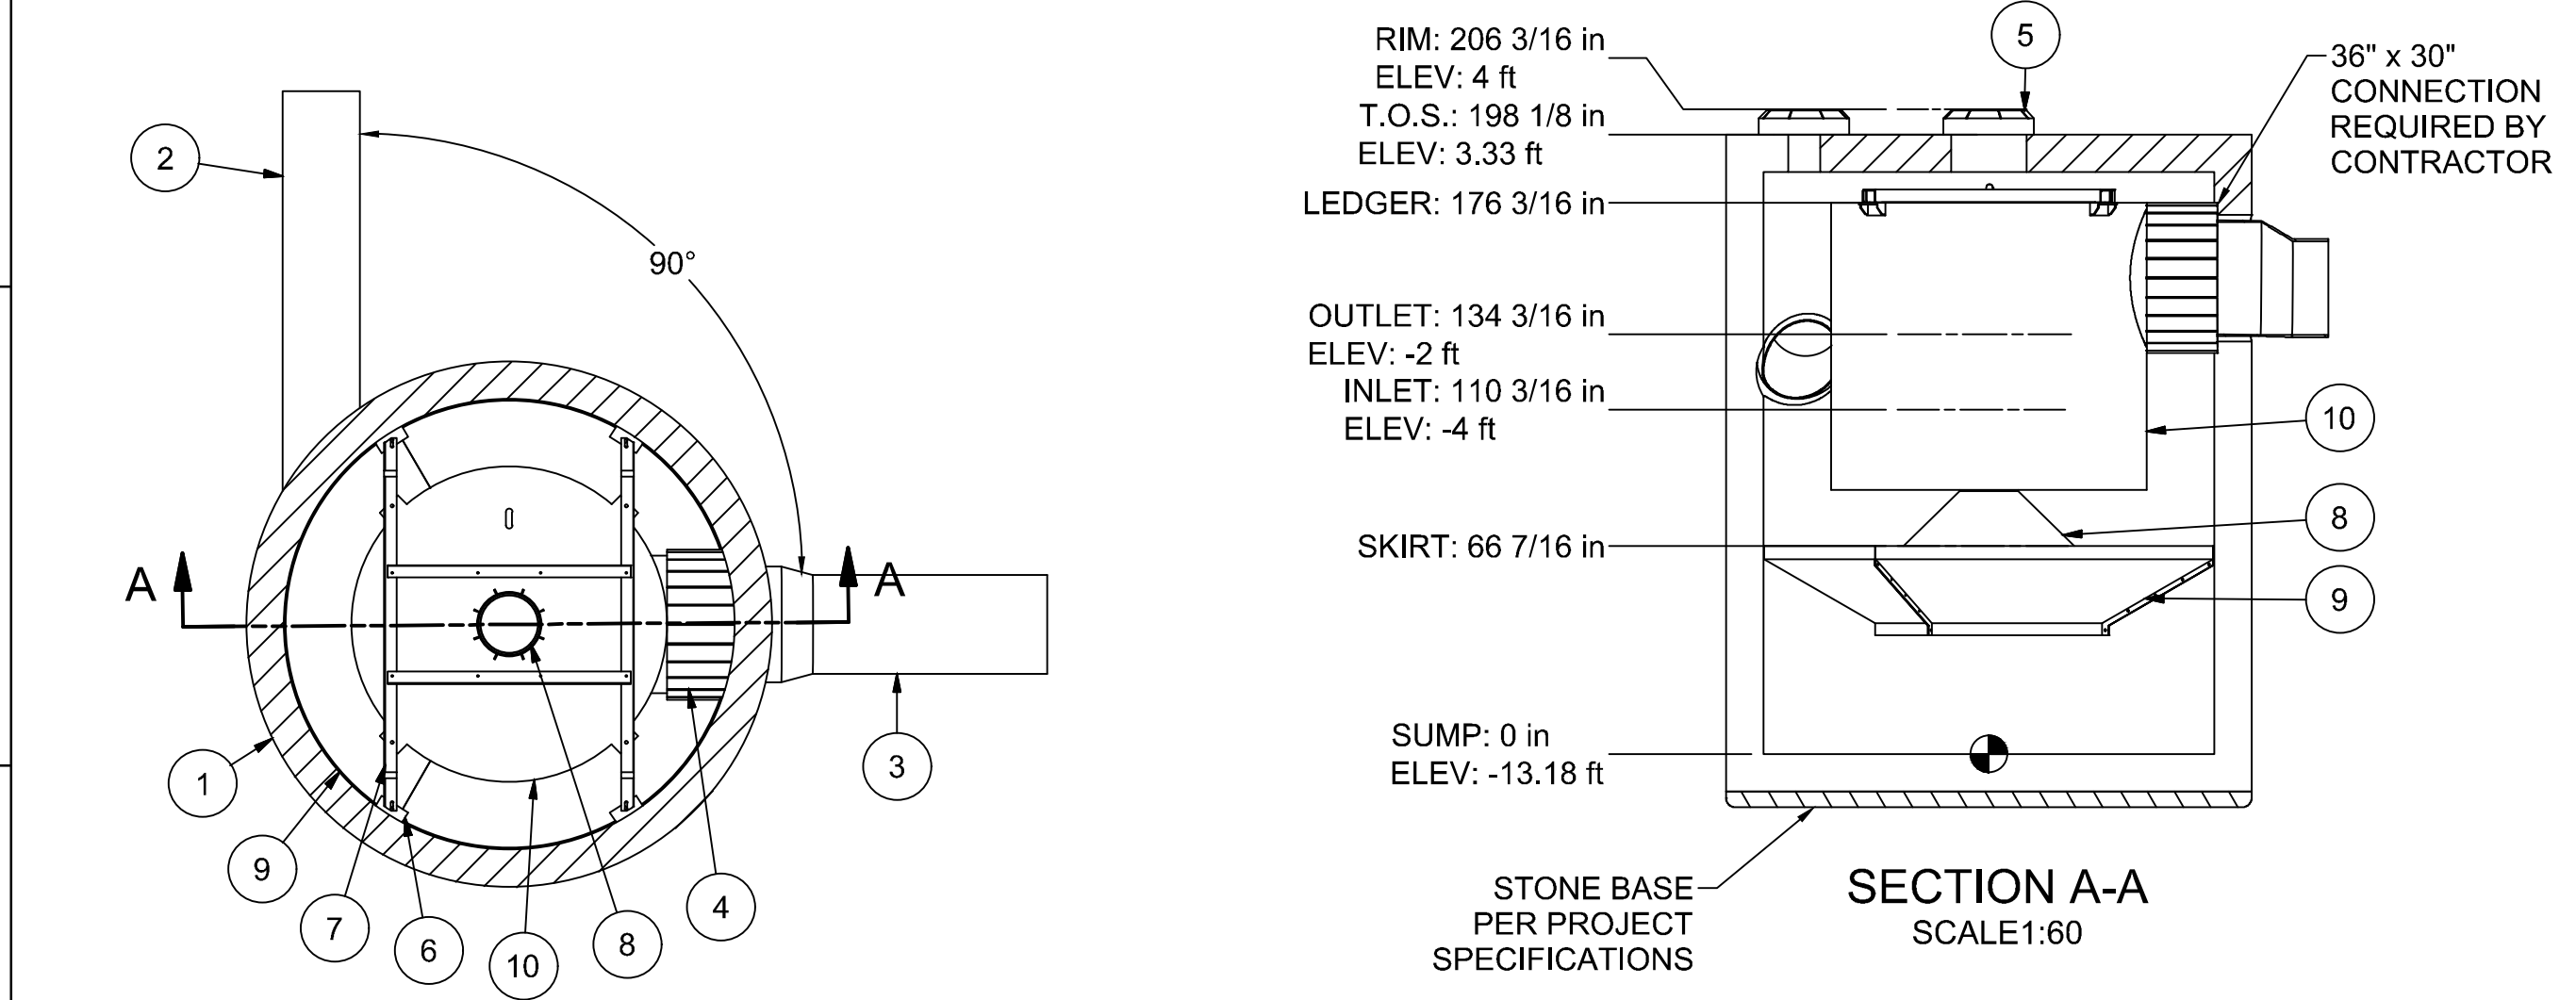 2
90°
A
A
1
9
7
6
10
8
4
3
RIM: 206 3/16 in
ELEV: 4 ft
T.O.S.: 198 1/8 in
ELEV: 3.33 ft
LEDGER: 176 3/16 in
OUTLET: 134 3/16 in
ELEV: -2 ft
INLET: 110 3/16 in
ELEV: -4 ft
SKIRT: 66 7/16 in
SUMP: 0 in
ELEV: -13.18 ft
STONE BASE
PER PROJECT
SPECIFICATIONS
5
36" x 30"
CONNECTION
REQUIRED BY
CONTRACTOR
10
8
9
SECTION A-A
SCALE1:60